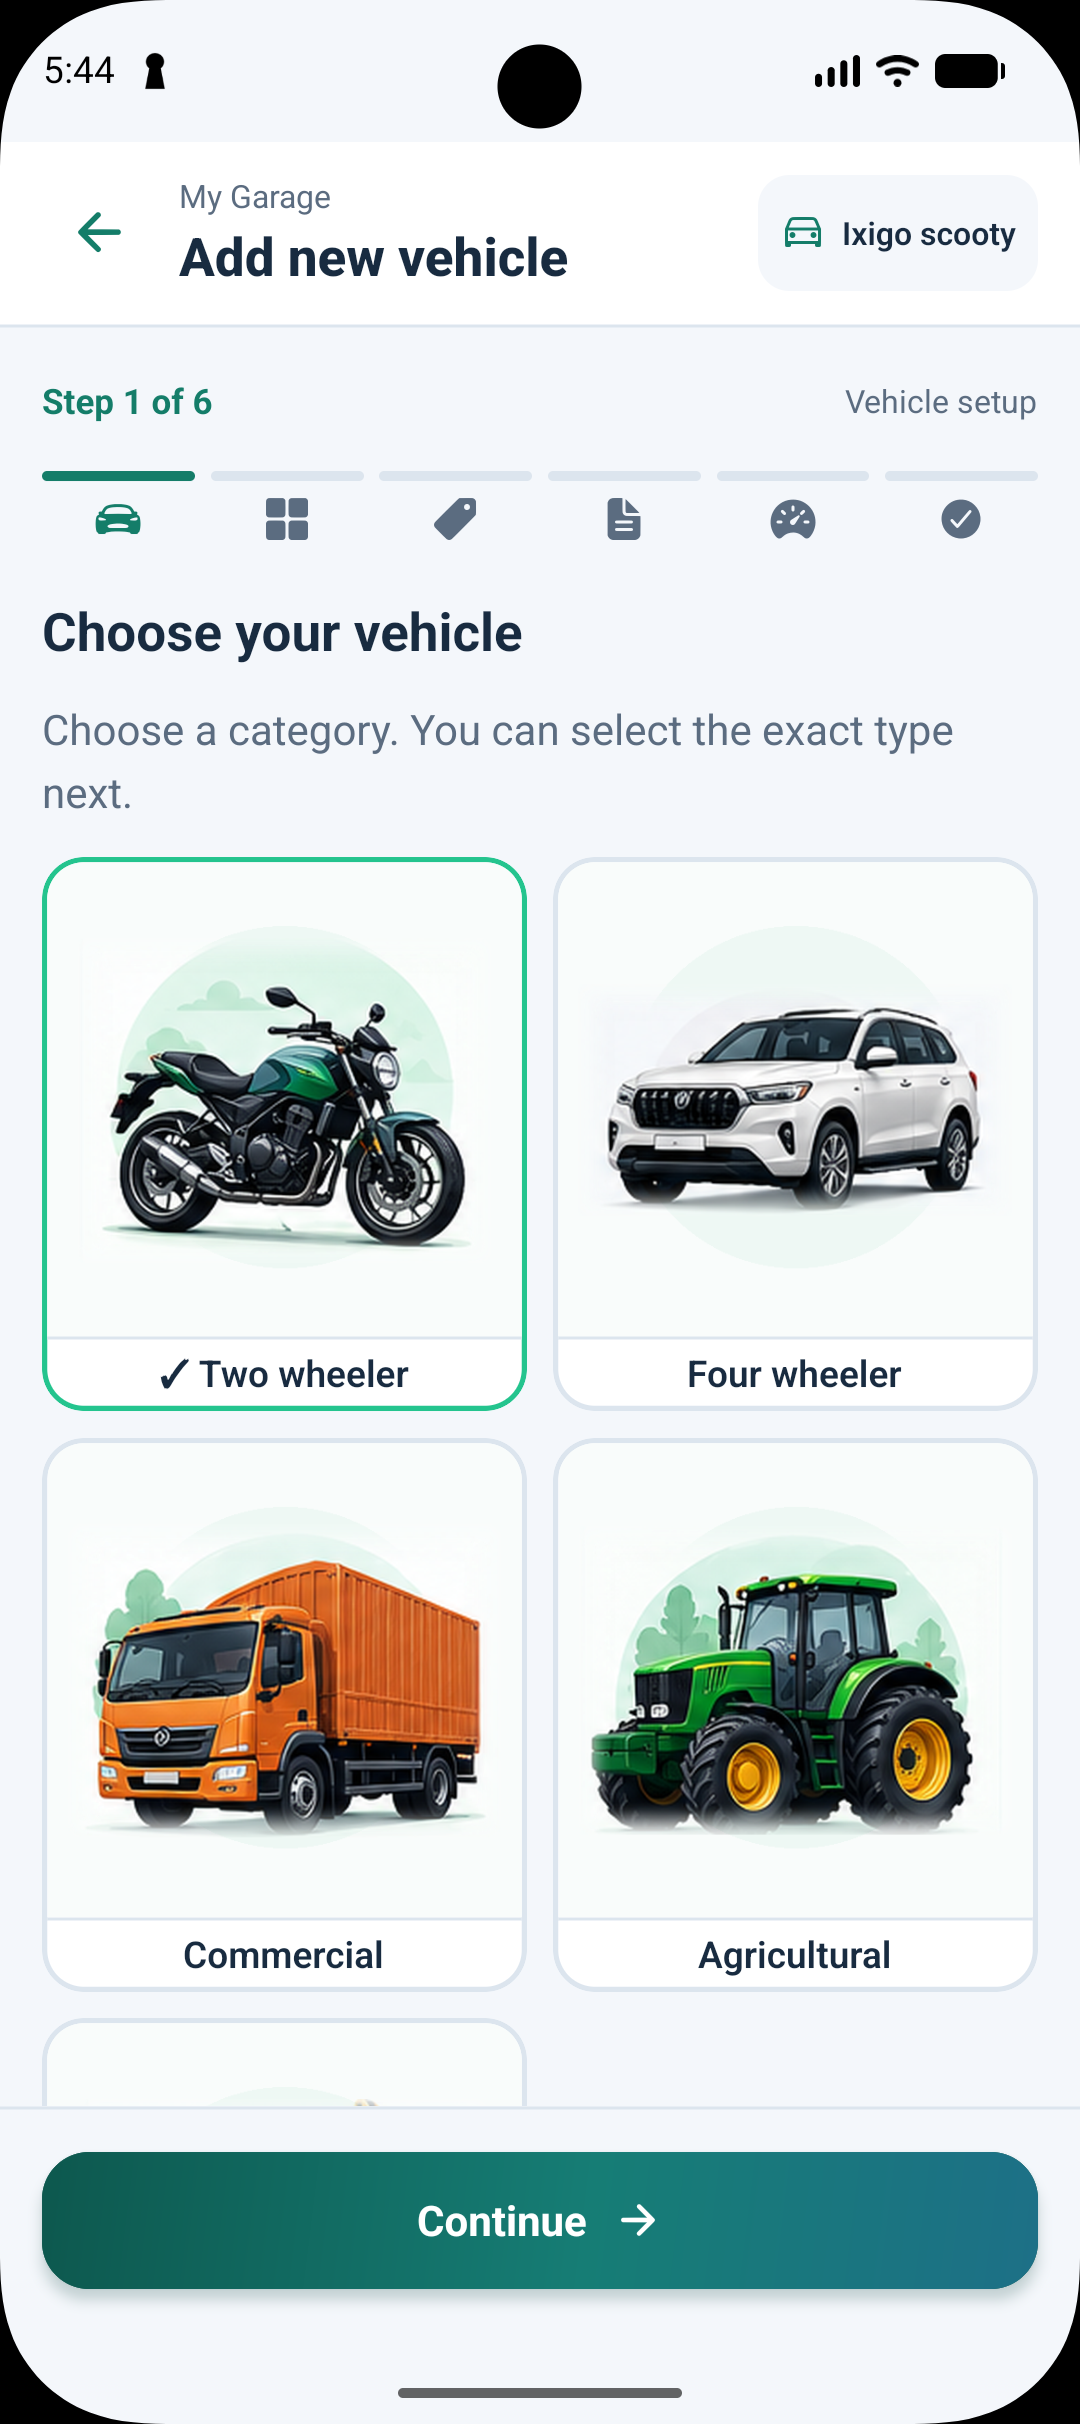 5:44
My Garage
Add new vehicle
Ixigo scooty
Step 1 of 6
Vehicle setup
Choose your vehicle
Choose a category. You can select the exact type
next.
✓ Two wheeler
Four wheeler
Commercial
Agricultural
Continue →